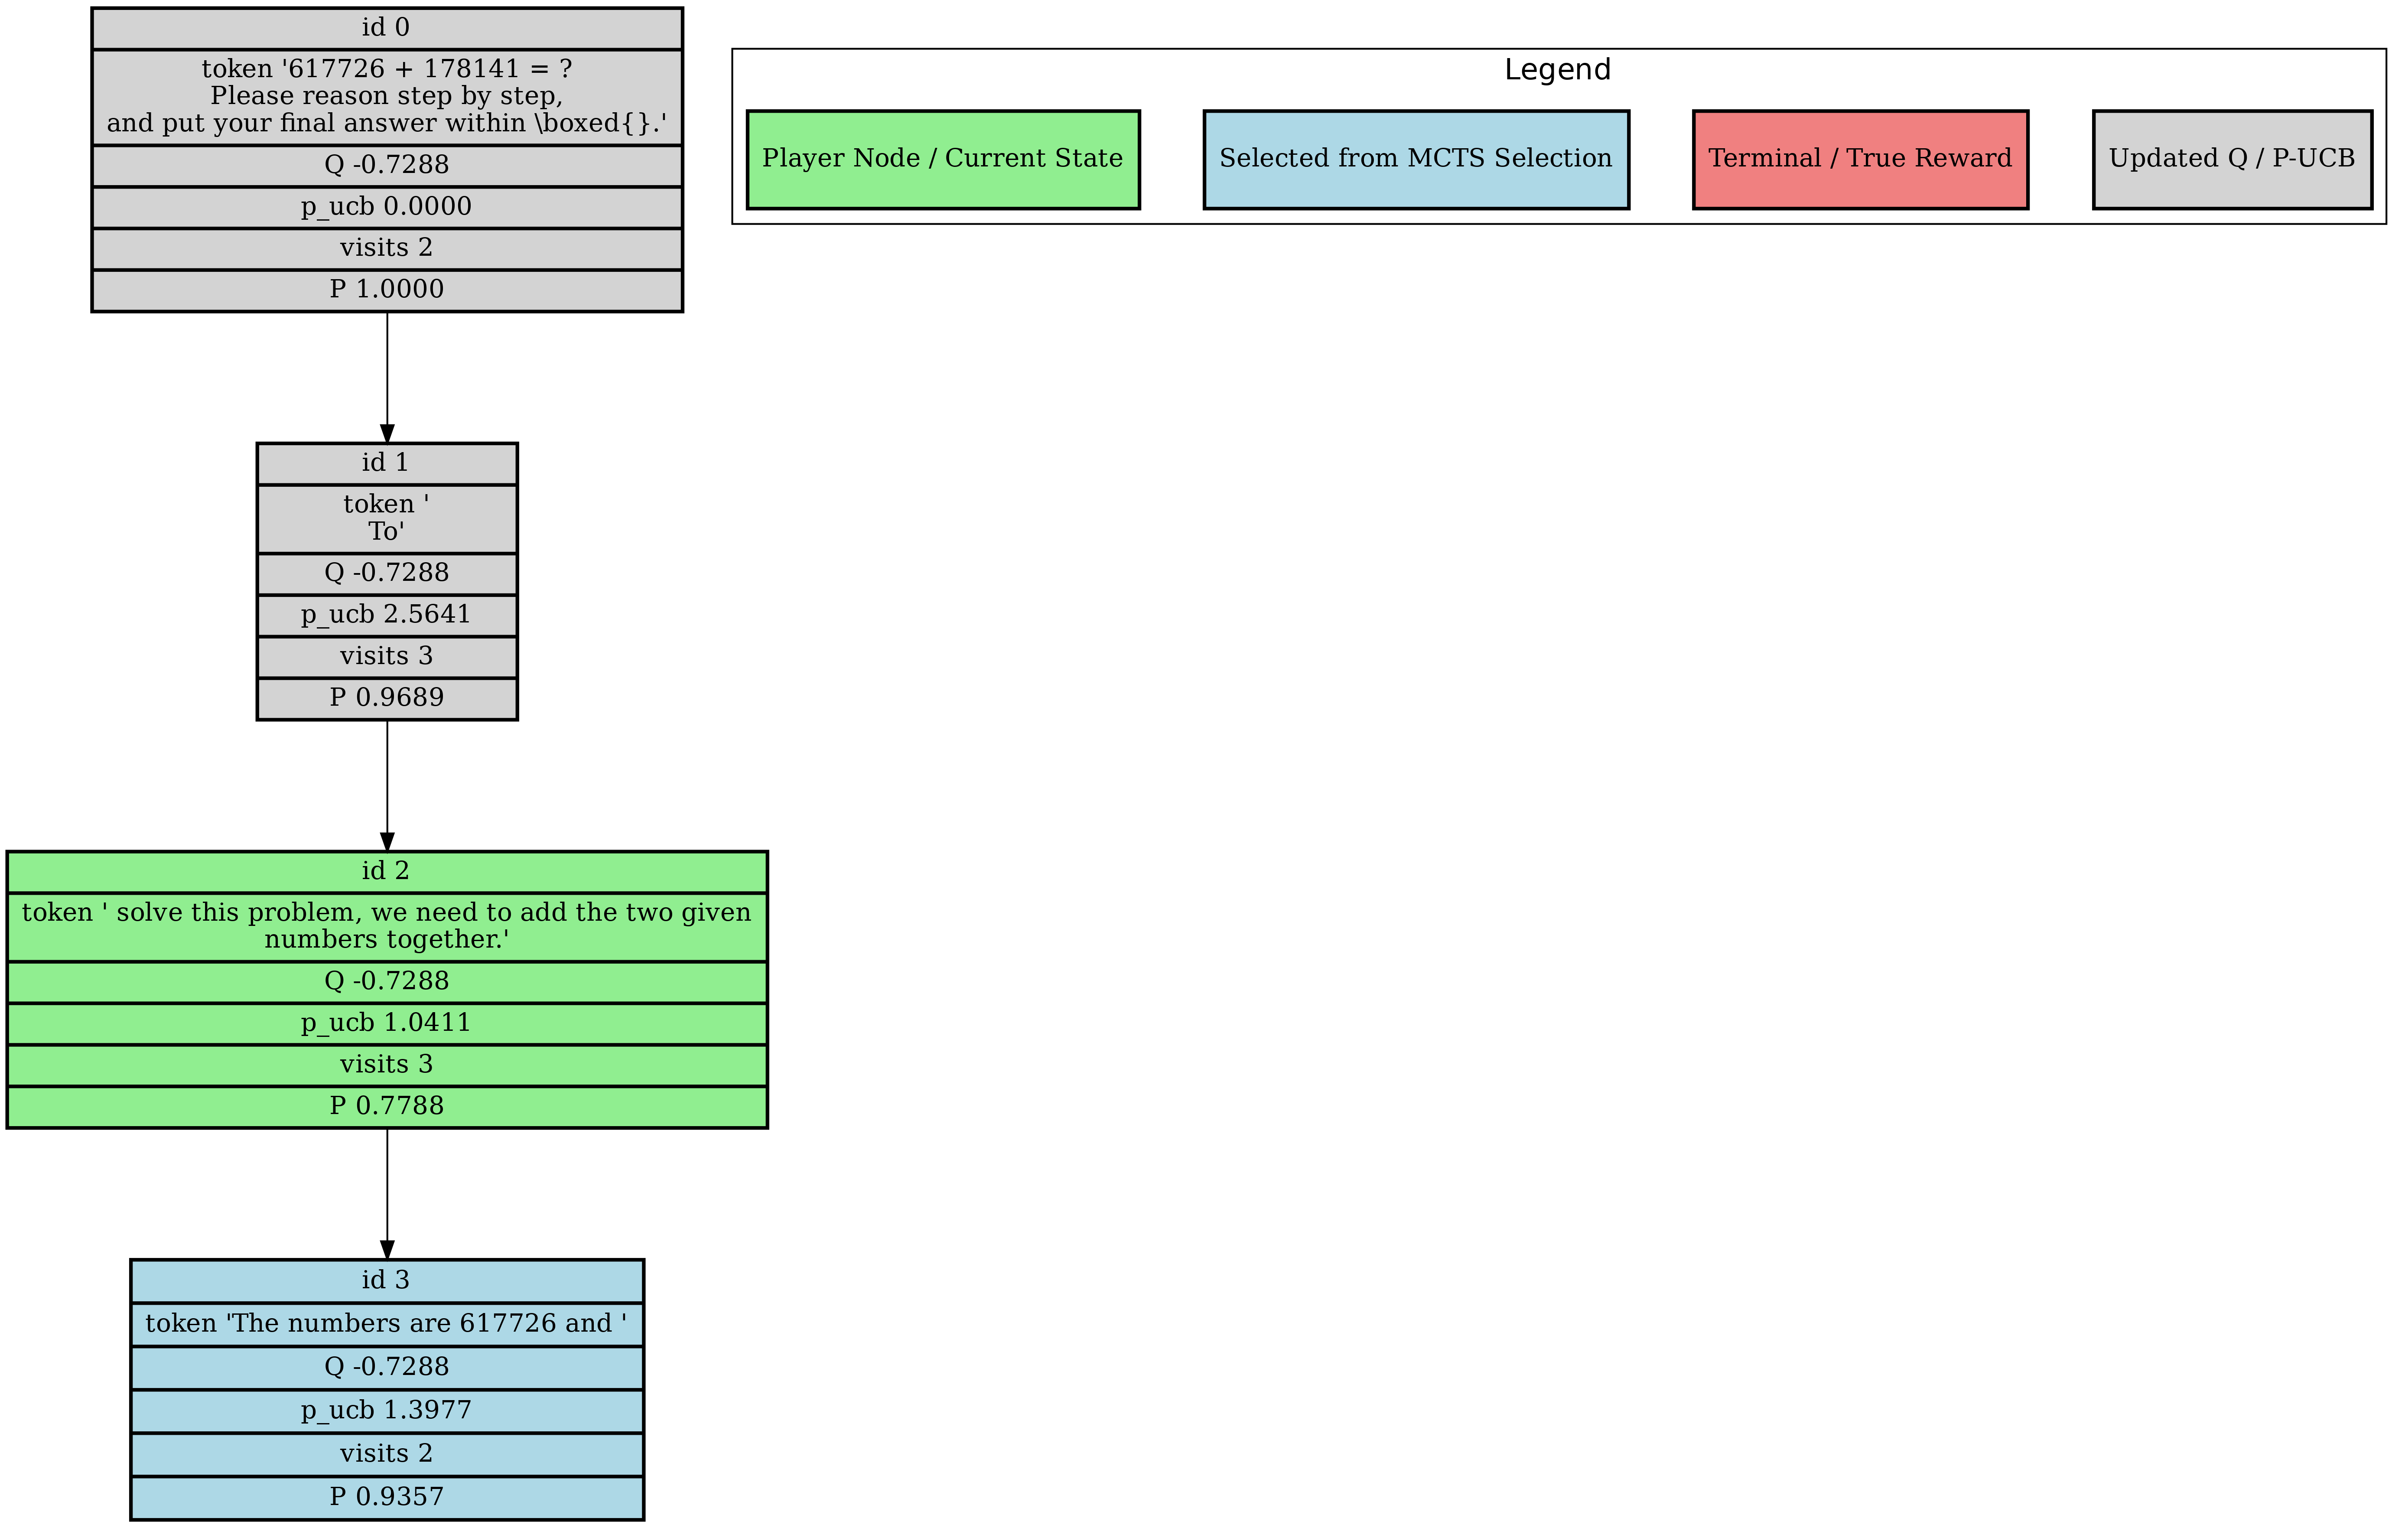 id 0
token '617726 + 178141 = ?
Please reason step by step,
and put your final answer within \boxed{}.'
Q -0.7288
p_ucb 0.0000
visits 2
P 1.0000
Legend
Player Node / Current State
Selected from MCTS Selection
Terminal / True Reward
Updated Q / P-UCB
id 1
token '
To'
Q -0.7288
p_ucb 2.5641
visits 3
P 0.9689
id 2
token ' solve this problem, we need to add the two given
numbers together.'
Q -0.7288
p_ucb 1.0411
visits 3
P 0.7788
id 3
token 'The numbers are 617726 and '
Q -0.7288
p_ucb 1.3977
visits 2
P 0.9357